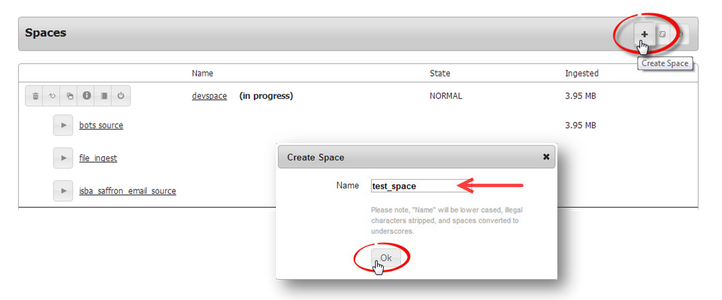 Spaces
Create Space
Name State Ingested
devspace (in progress) NORMAL 3.95 MB
bots source 3.95 MB
file_ingest
isba_saffron_email_source
Create Space
Name test_space
Please note, "Name" will be lower cased, illegal
characters stripped, and spaces converted to
underscores.
Ok